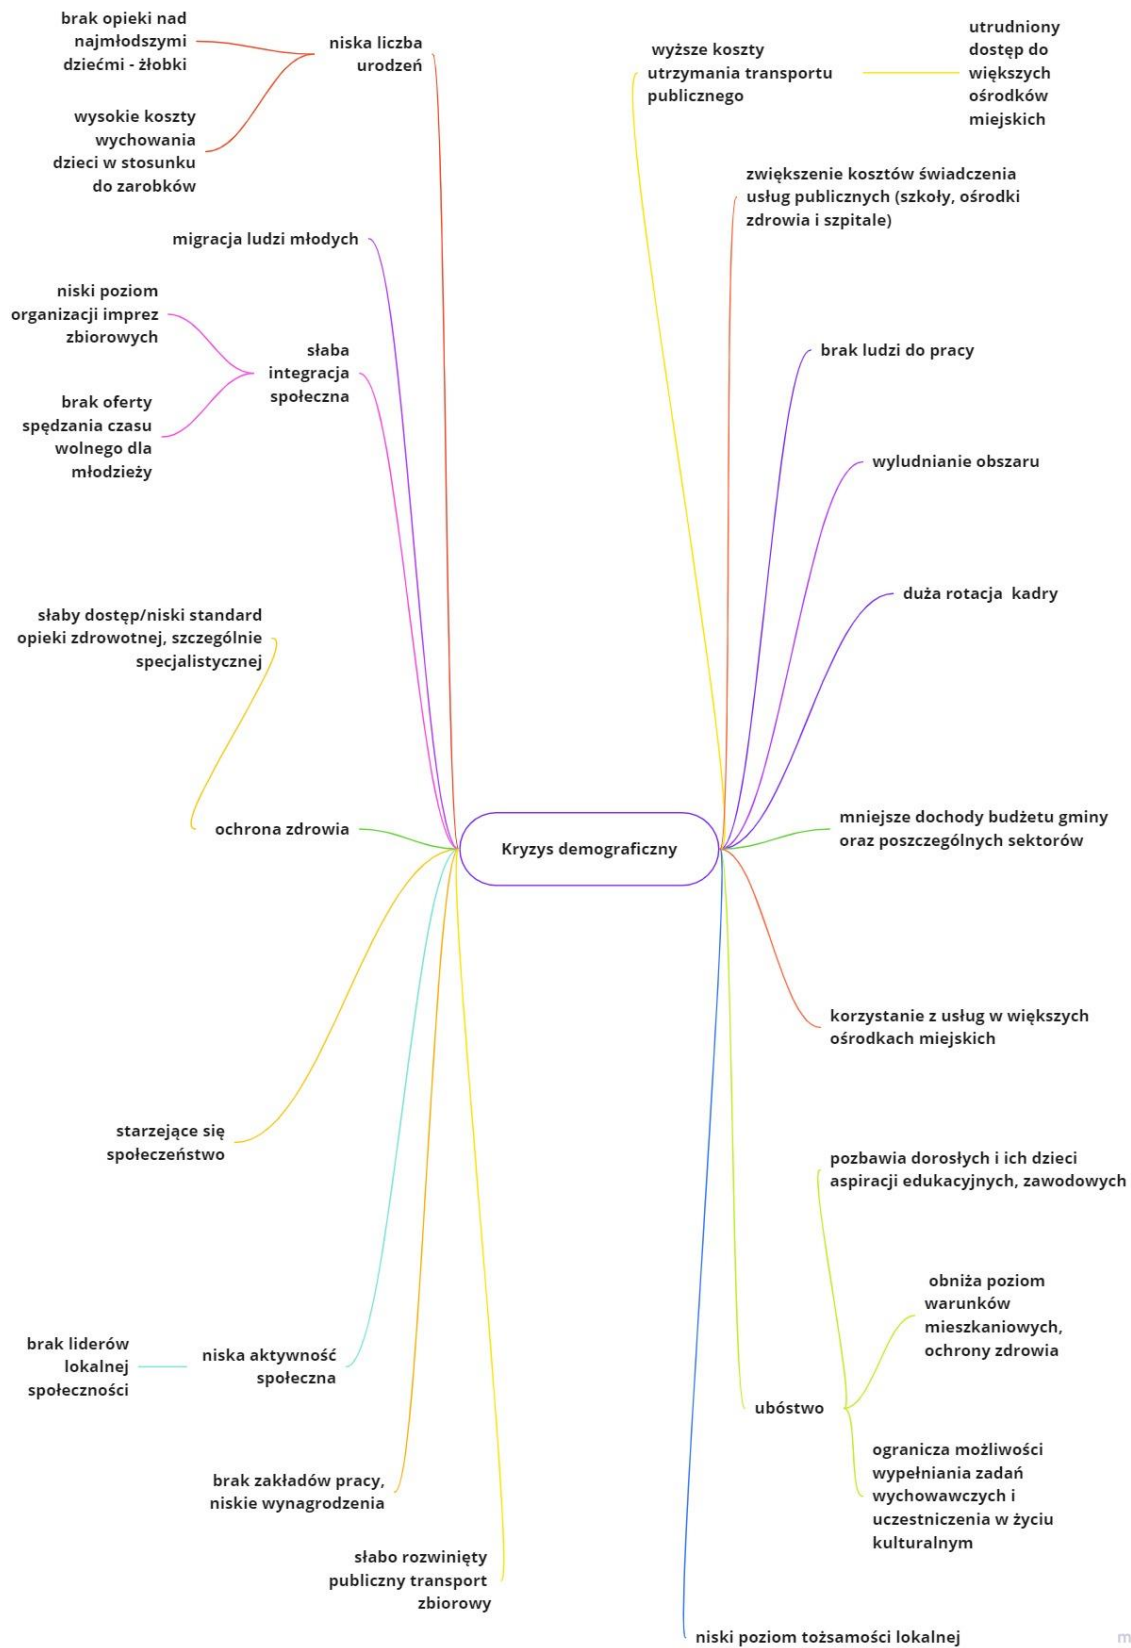 brak opieki nad
najmłodszymi
dziećmi - żłobki
niska liczba
urodzeń
wysokie koszty
wychowania
dzieci w stosunku
do zarobków
migracja ludzi młodych
niski poziom
organizacji imprez
zbiorowych
słaba
integracja
społeczna
brak oferty
spędzania czasu
wolnego dla
młodzieży
słaby dostęp/niski standard
opieki zdrowotnej, szczególnie
specjalistycznej
ochrona zdrowia
starzejące się
społeczeństwo
brak liderów
lokalnej
społeczności
niska aktywność
społeczna
brak zakładów pracy,
niskie wynagrodzenia
słabo rozwinięty
publiczny transport
zbiorowy
Kryzys demograficzny
wyższe koszty
utrzymania transportu
publicznego
utrudniony
dostęp do
większych
ośrodków
miejskich
zwiększenie kosztów świadczenia
usług publicznych (szkoły, ośrodki
zdrowia i szpitale)
brak ludzi do pracy
wyludnianie obszaru
duża rotacja  kadry
mniejsze dochody budżetu gminy
oraz poszczególnych sektorów
korzystanie z usług w większych
ośrodkach miejskich
pozbawia dorosłych i ich dzieci
aspiracji edukacyjnych, zawodowych
obniża poziom
warunków
mieszkaniowych,
ochrony zdrowia
ubóstwo
ogranicza możliwości
wypełniania zadań
wychowawczych i
uczestniczenia w życiu
kulturalnym
niski poziom tożsamości lokalnej
m